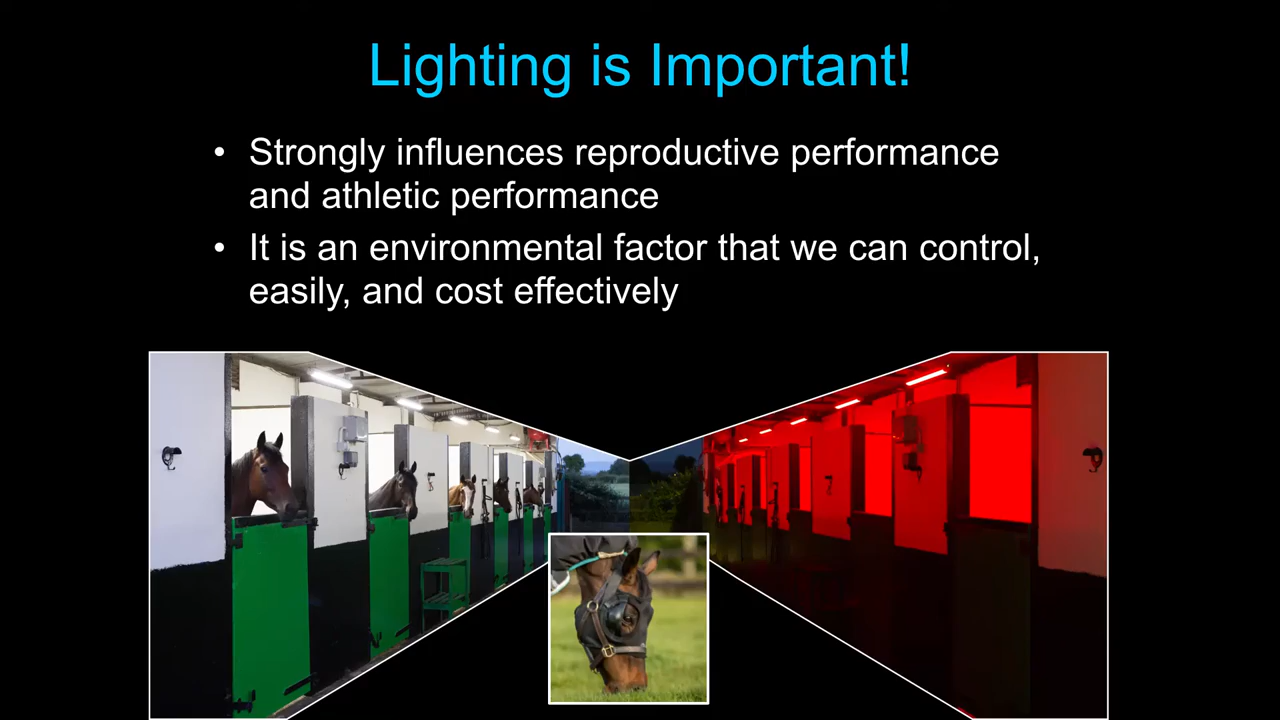 Lighting is Important!
• Strongly influences reproductive performance
and athletic performance
• It is an environmental factor that we can control,
easily, and cost effectively